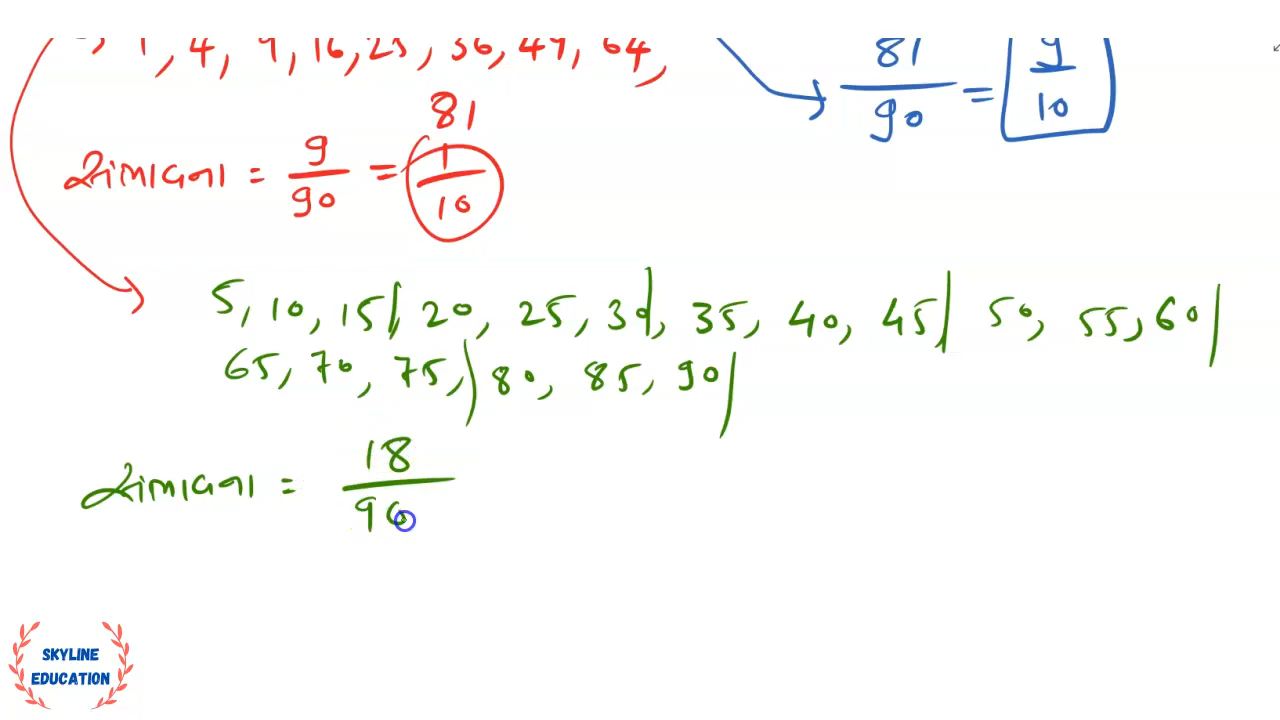 1, 4, 9, 16, 25, 36, 49, 64,
81
સંભાવના = 9/90 = 1/10
81/90 = 9/10
5, 10, 15, 20, 25, 30, 35, 40, 45 50, 55, 60
65, 70, 75, 80, 85, 90
સંભાવના = 18/90
SKYLINE
EDUCATION